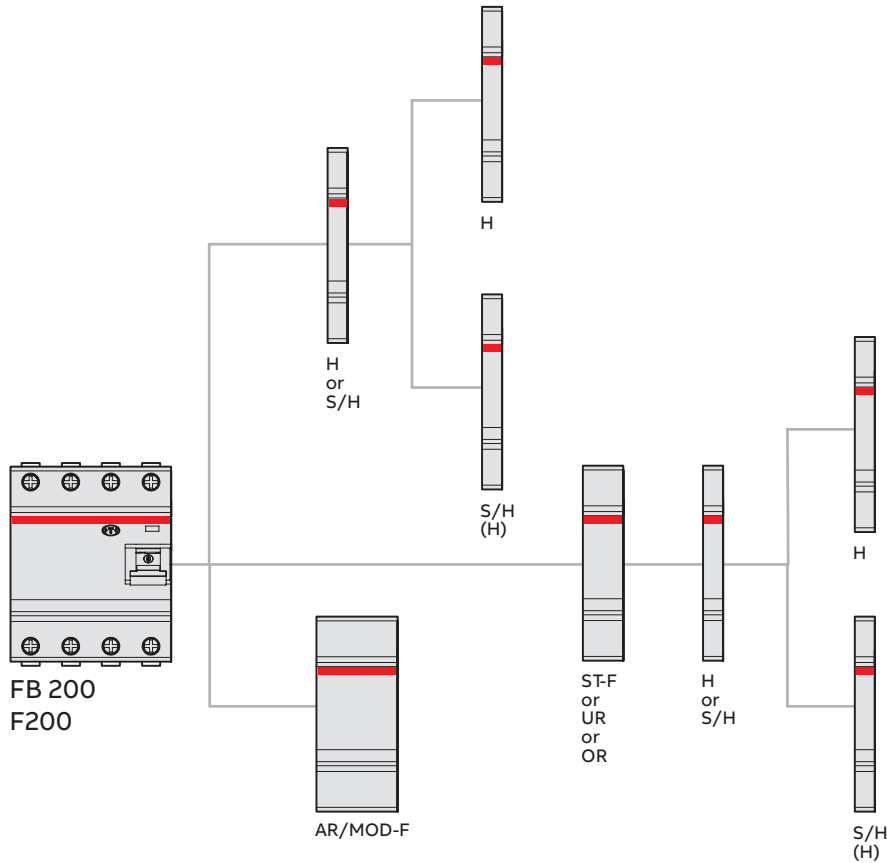 H
H
or
S/H
S/H
(H)
H
FB 200
F200
ST-F
or
UR
or
OR
H
or
S/H
AR/MOD-F
S/H
(H)